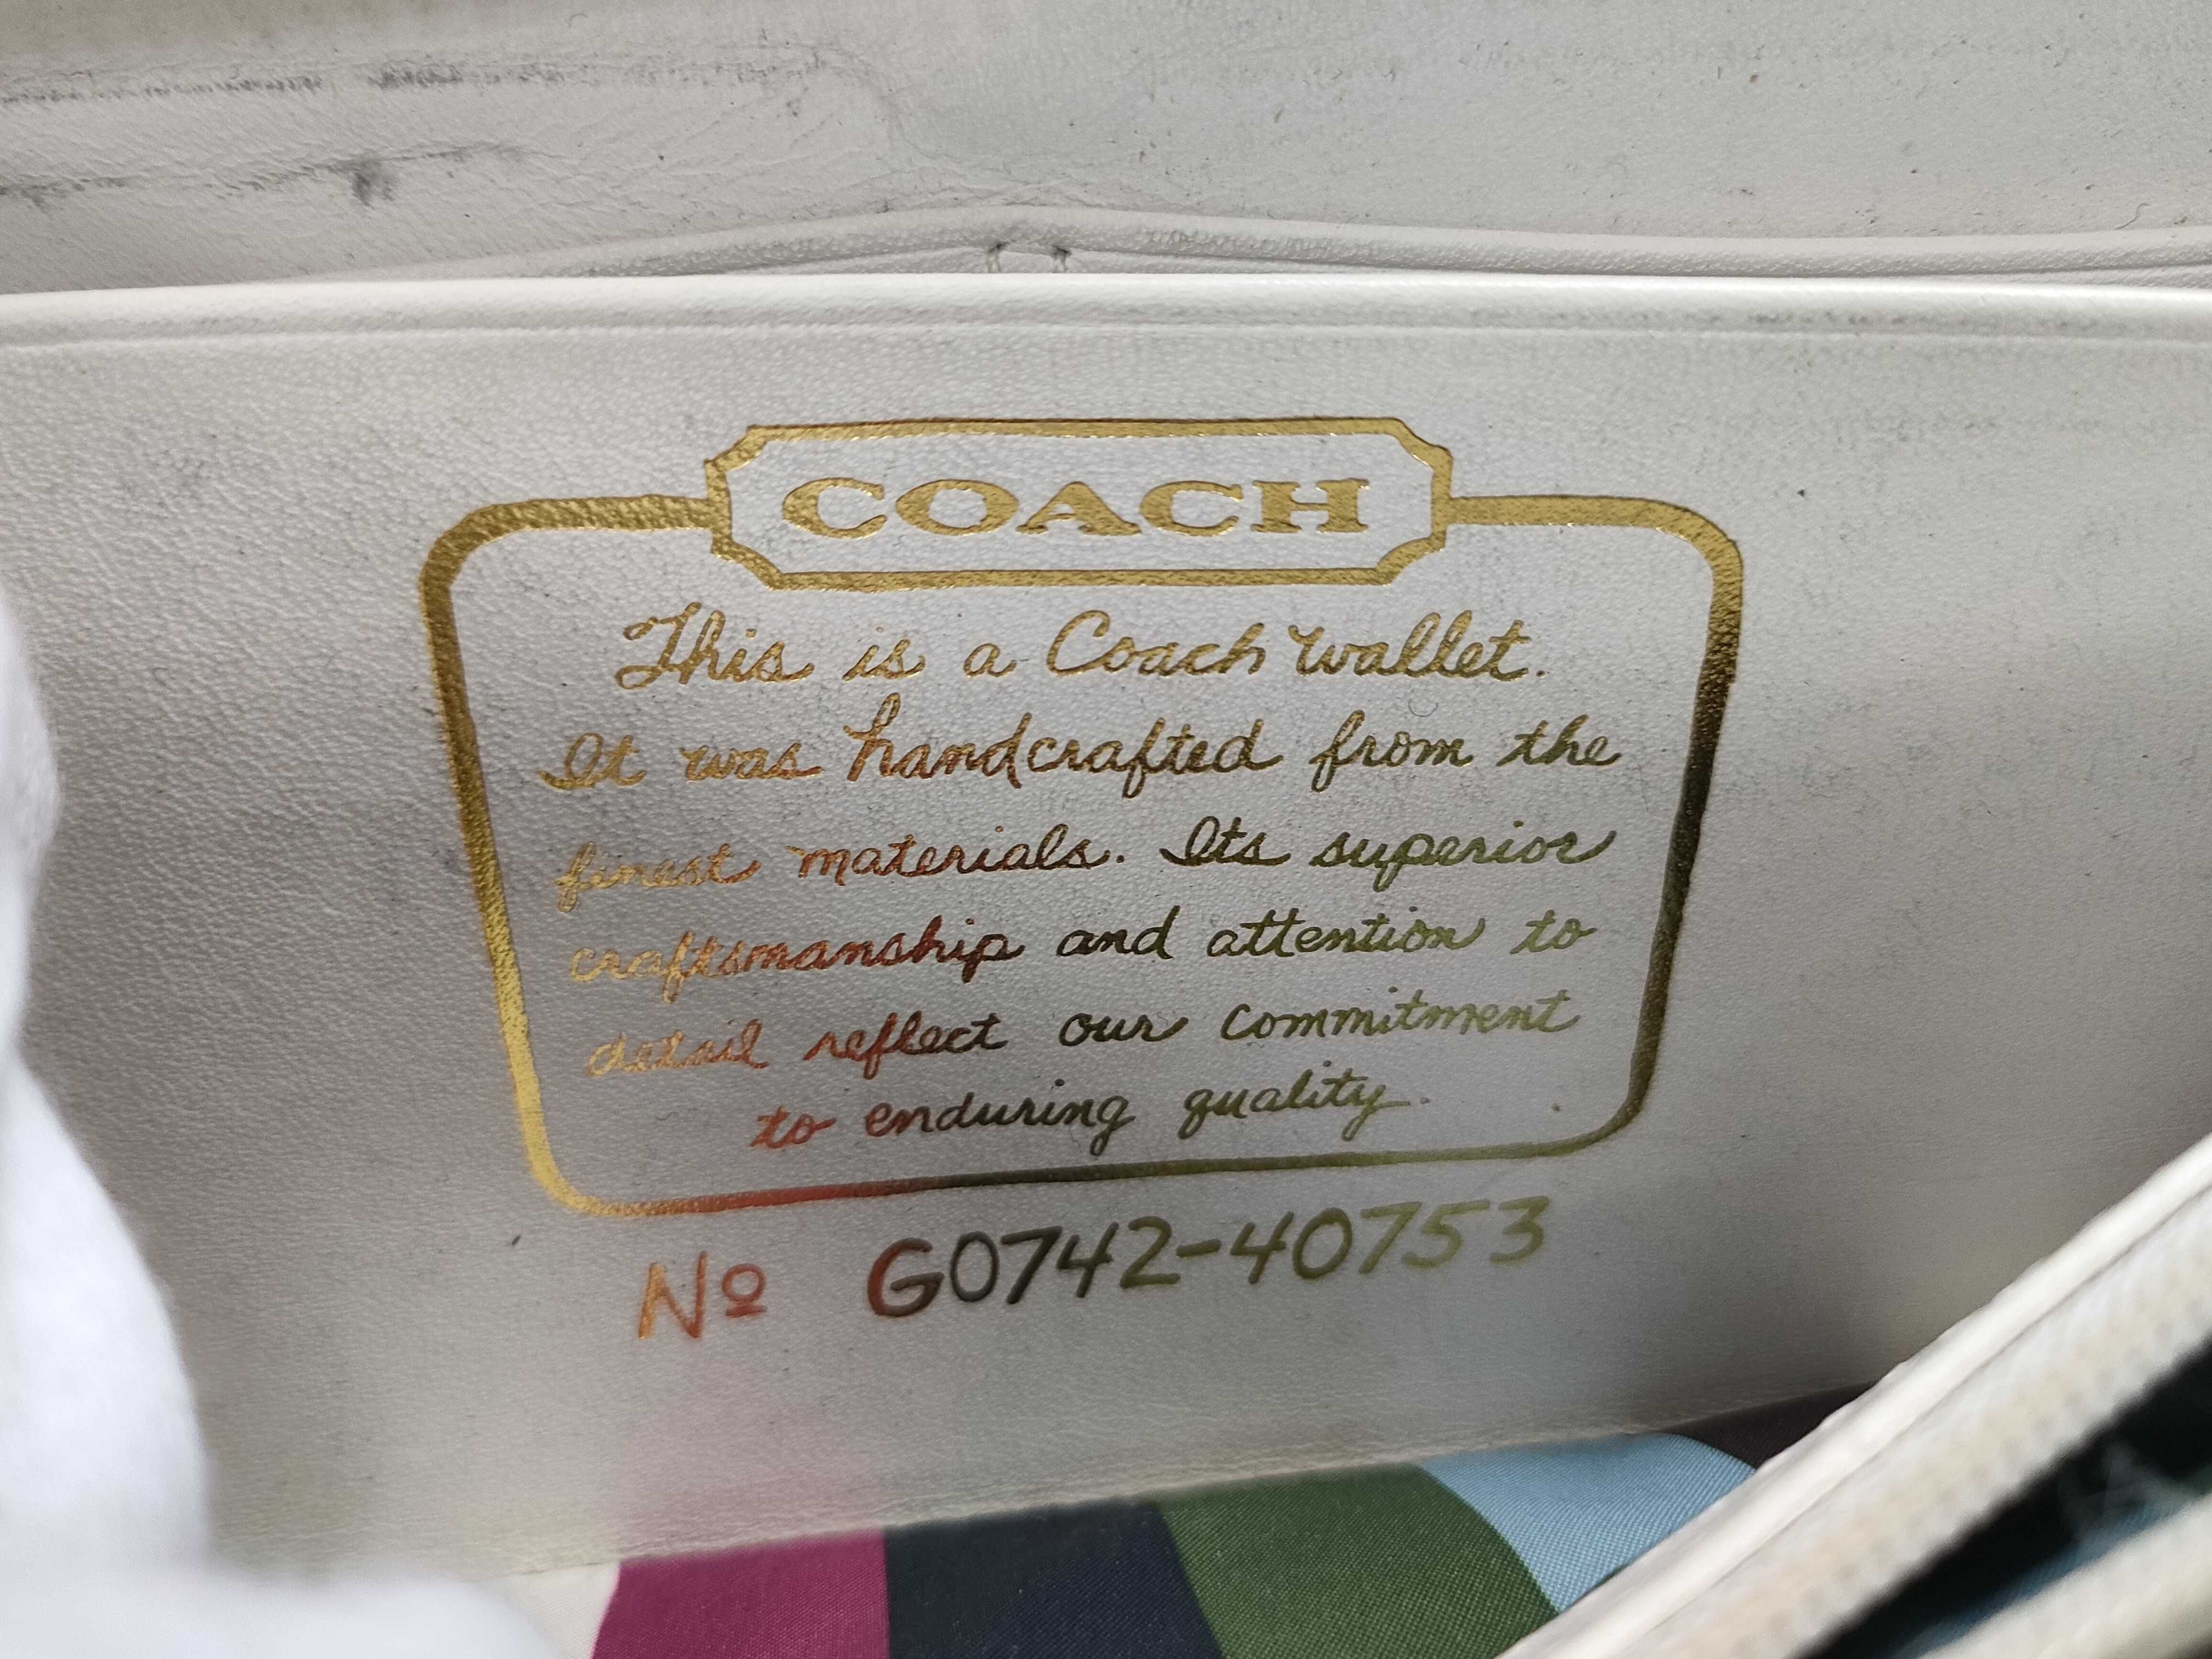 COACH
This is a Coach wallet.
It was handcrafted from the
finest materials. Its superior
craftsmanship and attention to
detail reflect our commitment
to enduring quality.
Nº G0742-40753